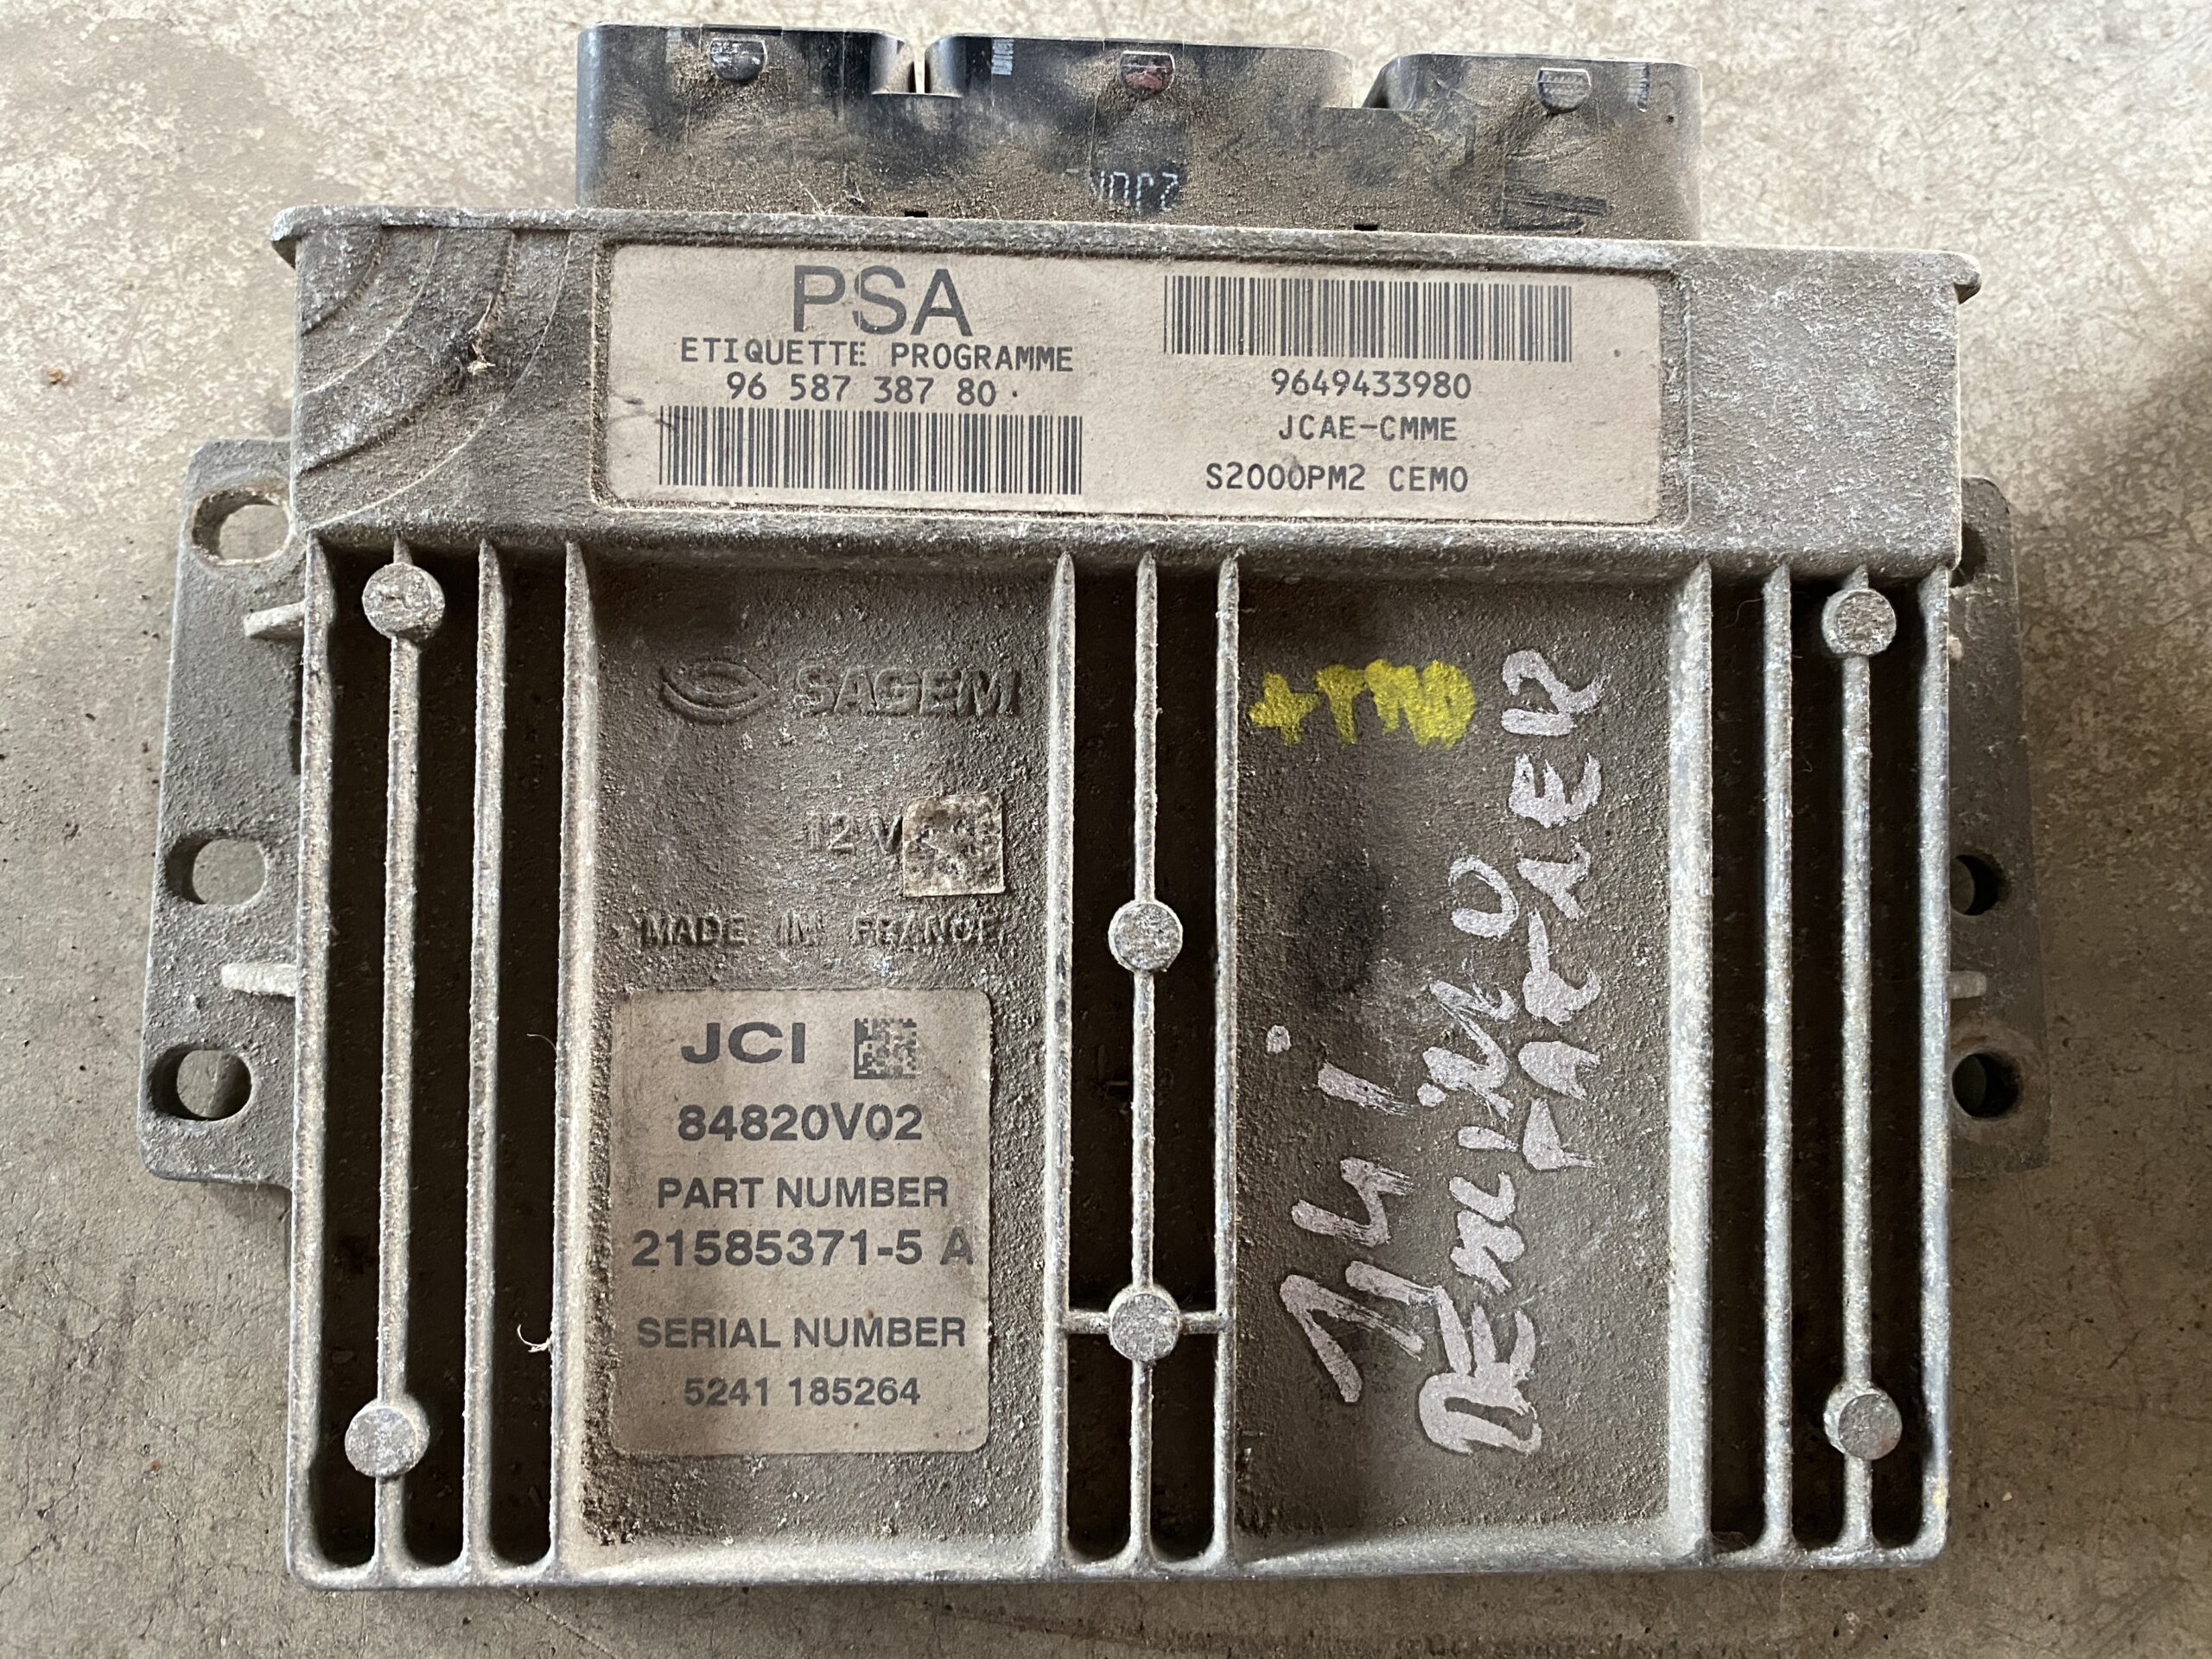 PSA
ETIQUETTE PROGRAMME
96 587 387 80
9649433980
JCAE-CMME
S2000PM2 CEMO
SAGEM
12 V
MADE IN FRANCE
JCI
84820V02
PART NUMBER
21585371-5 A
SERIAL NUMBER
5241 185264